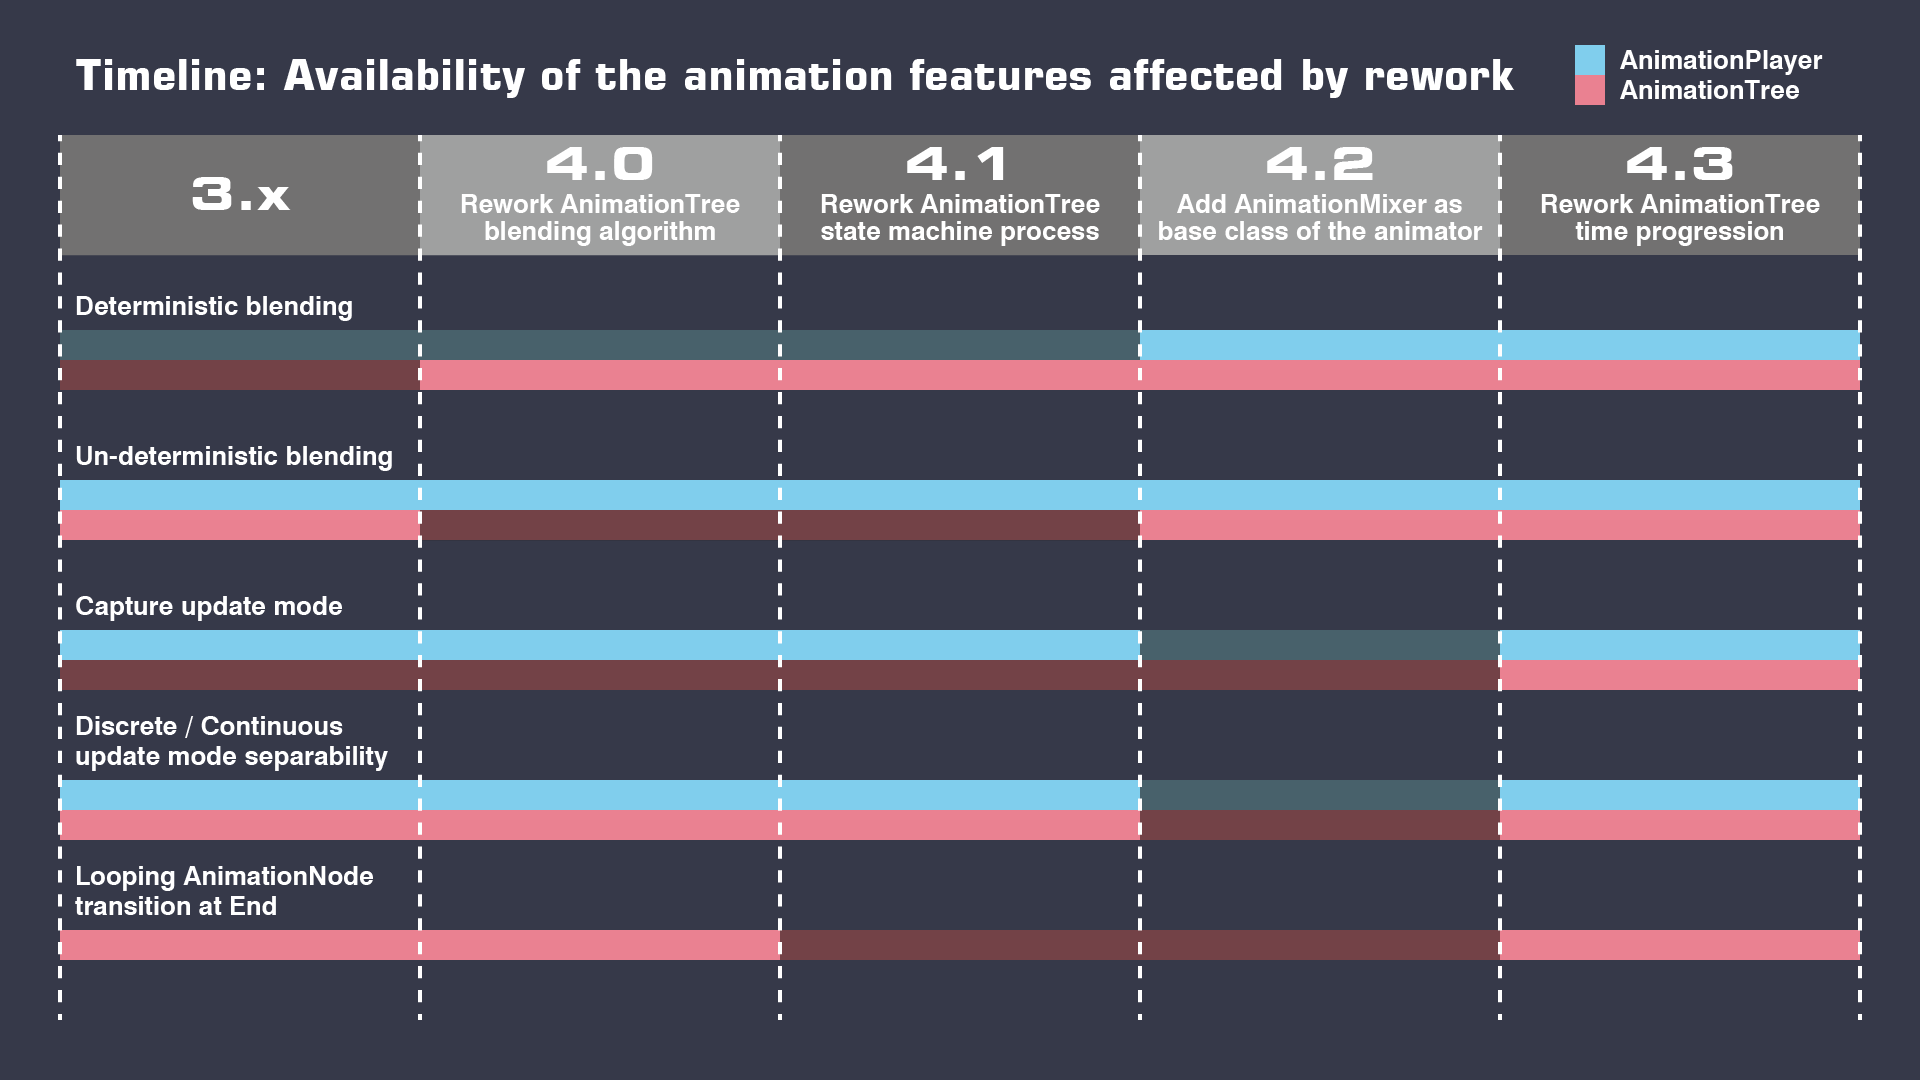 Timeline: Availability of the animation features affected by rework
AnimationPlayer
AnimationTree
3.x
4.0
Rework AnimationTree
blending algorithm
4.1
Rework AnimationTree
state machine process
4.2
Add AnimationMixer as
base class of the animator
4.3
Rework AnimationTree
time progression
Deterministic blending
Un-deterministic blending
Capture update mode
Discrete / Continuous
update mode separability
Looping AnimationNode
transition at End